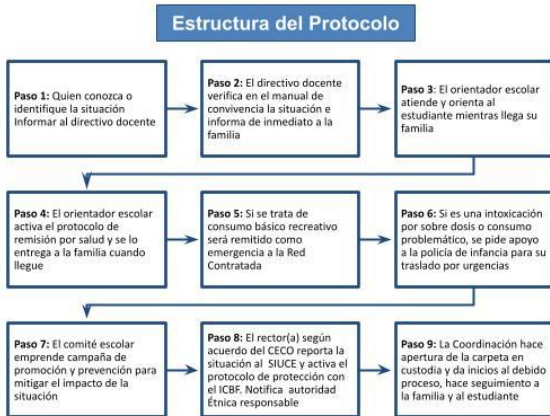 Estructura del Protocolo
Paso 1: Quien conozca o
identifique la situación
Informar al directivo docente
Paso 2: El directivo docente
verifica en el manual de
convivencia la situación e
informa de inmediato a la
familia
Paso 3: El orientador escolar
atiende y orienta al
estudiante mientras llega su
familia
Paso 4: El orientador escolar
activa el protocolo de
remisión por salud y se lo
entrega a la familia cuando
llegue
Paso 5: Si se trata de
consumo básico recreativo
será remitido como
emergencia a la Red
Contratada
Paso 6: Si es una intoxicación
por sobre dosis o consumo
problemático, se pide apoyo
a la policía de infancia para su
traslado por urgencias
Paso 7: El comité escolar
emprende campaña de
promoción y prevención para
mitigar el impacto de la
situación
Paso 8: El rector(a) según
acuerdo del CECO reporta la
situación al SIUCE y activa el
protocolo de protección con
el ICBF. Notifica autoridad
Étnica responsable
Paso 9: La Coordinación hace
apertura de la carpeta en
custodia y da inicios al debido
proceso, hace seguimiento a
la familia y al estudiante